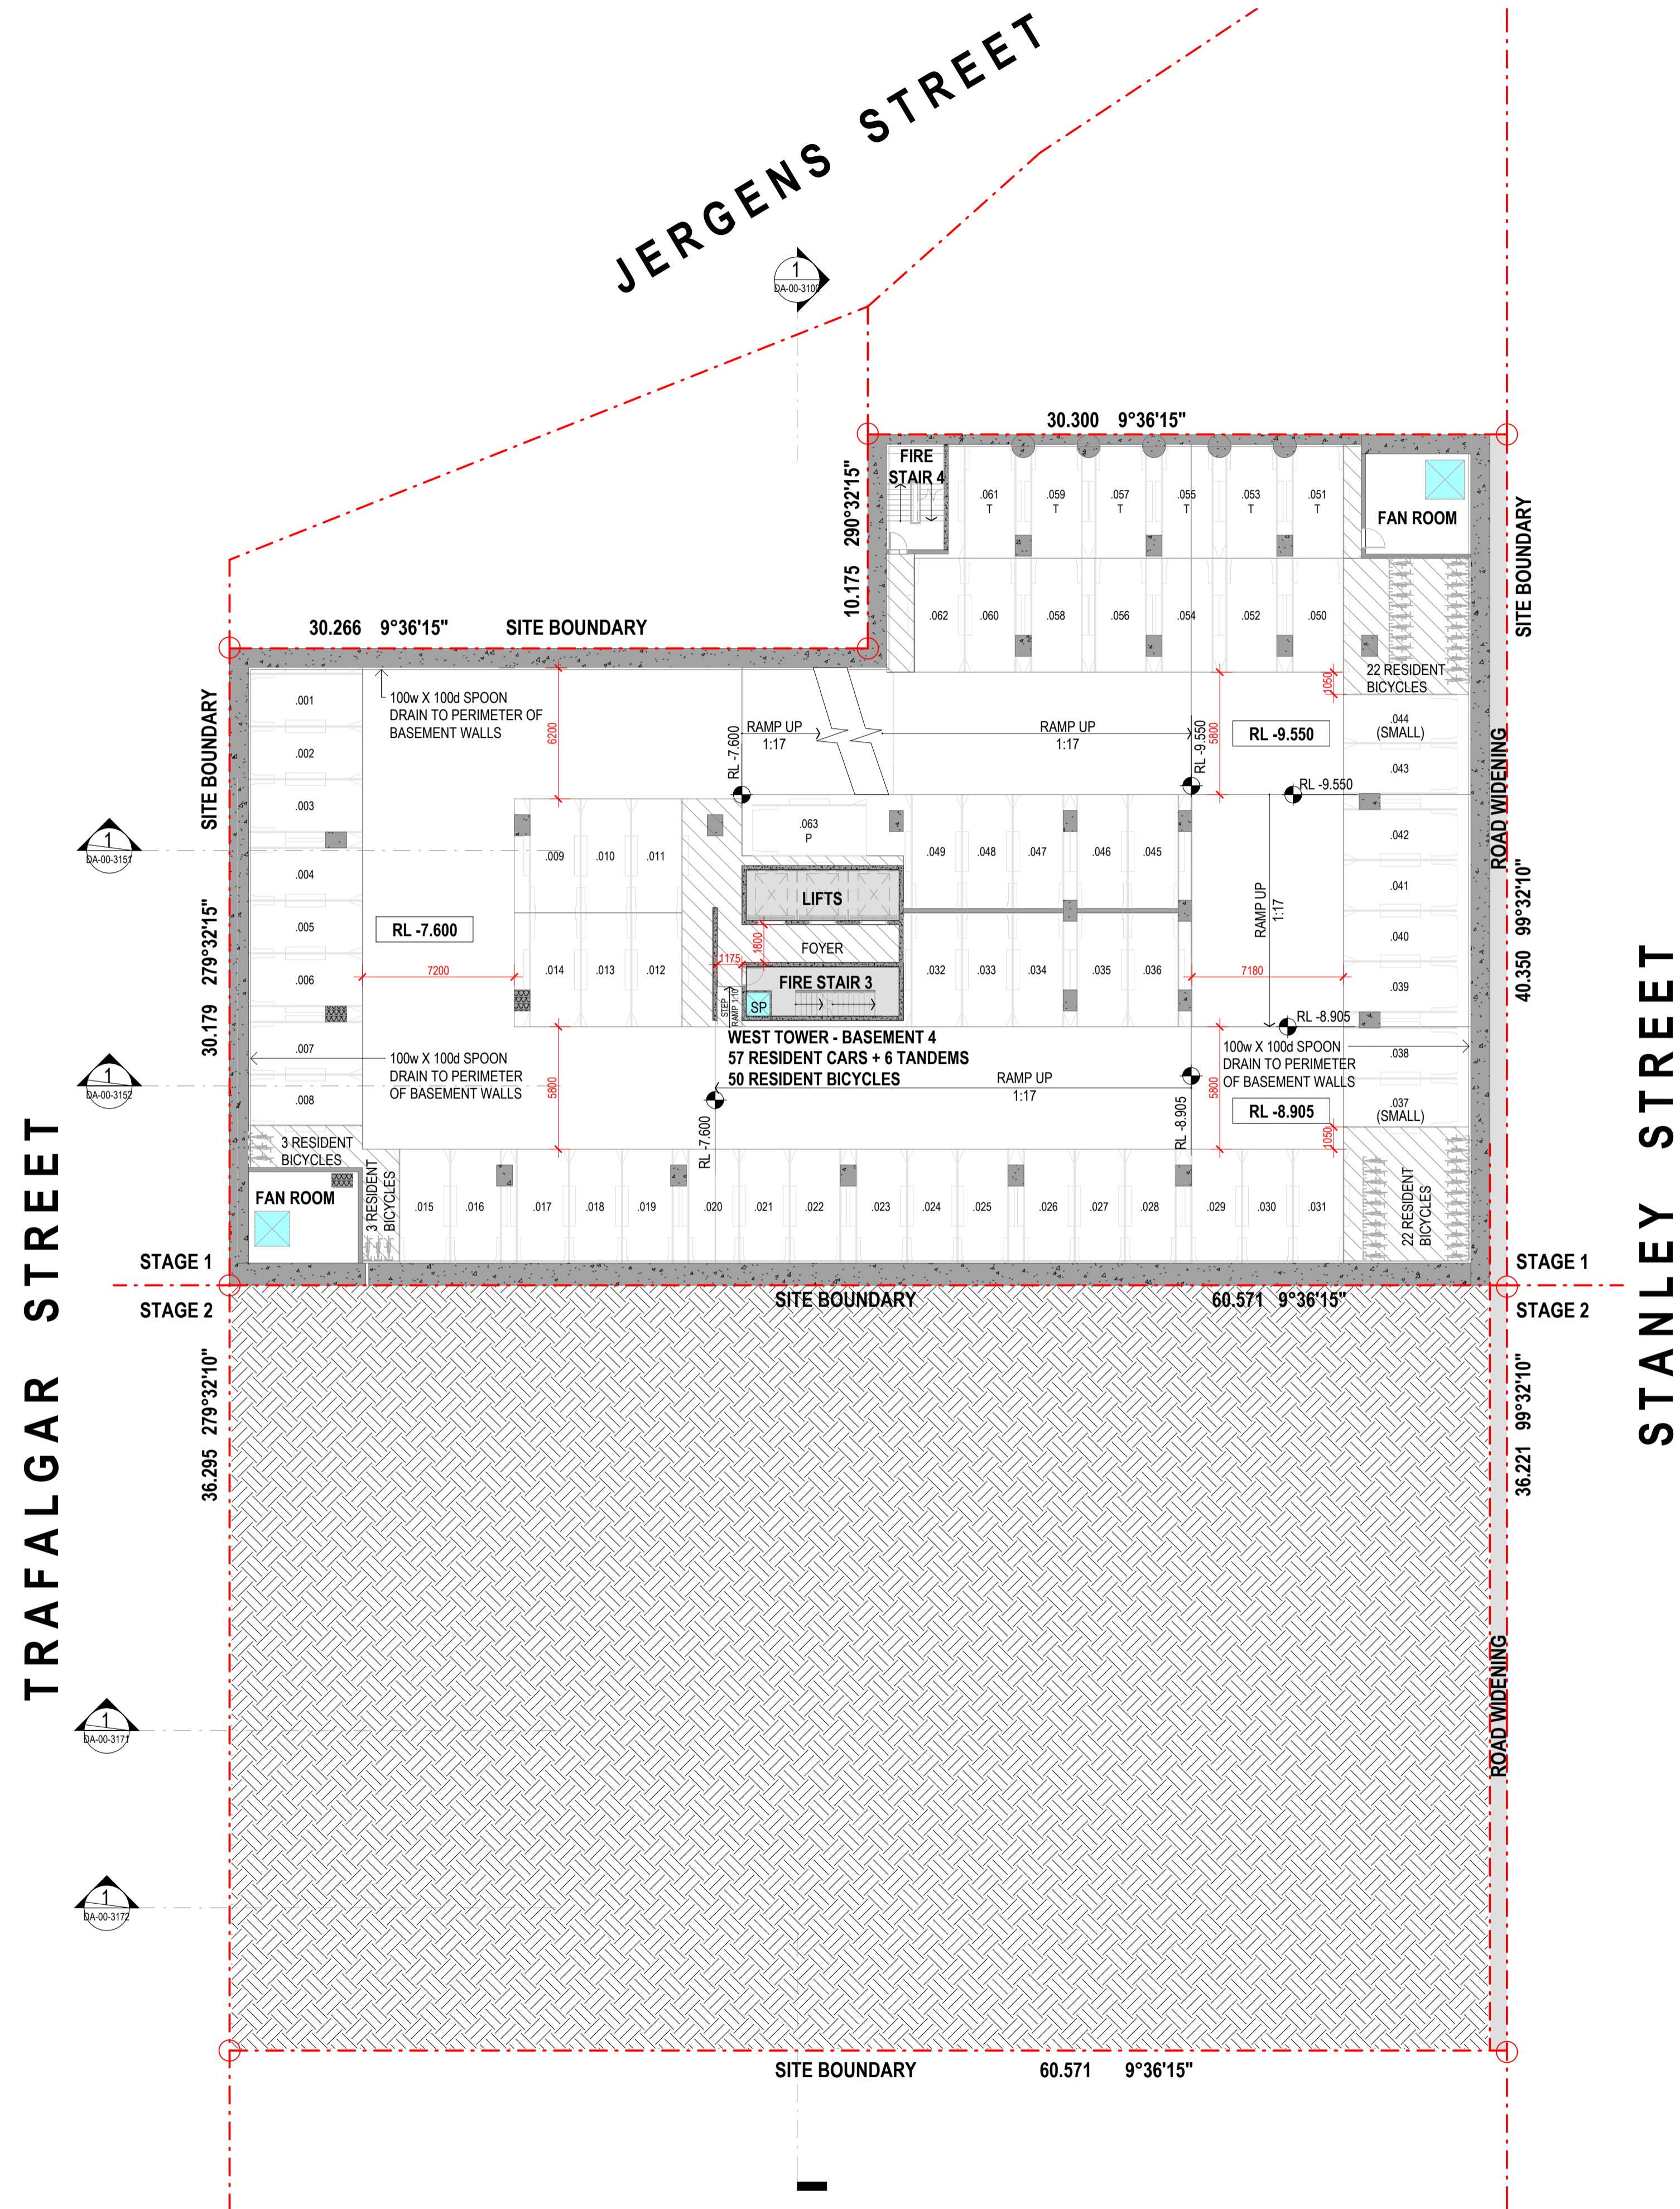 JERGENS STREET
1
DA-00-3100
30.300 9°36'15"
10.175 290°32'15"
FIRE
STAIR 4
.061
T
.059
T
.057
T
.055
T
.053
T
.051
T
FAN ROOM
SITE BOUNDARY
.062
.060
.058
.056
.054
.052
.050
30.266 9°36'15" SITE BOUNDARY
22 RESIDENT
BICYCLES
1050
SITE BOUNDARY
.001
100w X 100d SPOON
DRAIN TO PERIMETER OF
BASEMENT WALLS
6200
RL -7.600
RAMP UP
1:17
RAMP UP
1:17
RL -9.550
5800
RL -9.550
.044
(SMALL)
ROAD WIDENING
.002
.003
.043
RL -9.550
1
DA-00-3151
.063
P
.009
.010
.011
.049
.048
.047
.046
.045
.042
.004
LIFTS
.041
RAMP UP
1:17
40.350 99°32'10"
30.179 279°32'15"
.005
RL -7.600
FOYER
1800
.040
7200
1175
.014
.013
.012
.032
.033
.034
.035
.036
7180
.006
FIRE STAIR 3
SP
STEP
RAMP 1:10
.039
RL -8.905
.007
100w X 100d SPOON
DRAIN TO PERIMETER
OF BASEMENT WALLS
WEST TOWER - BASEMENT 4
57 RESIDENT CARS + 6 TANDEMS
50 RESIDENT BICYCLES
RAMP UP
1:17
100w X 100d SPOON
DRAIN TO PERIMETER
OF BASEMENT WALLS
.038
1
DA-00-3152
.008
5800
RL -7.600
RL -8.905
5800
RL -8.905
.037
(SMALL)
1050
3 RESIDENT
BICYCLES
3 RESIDENT
BICYCLES
FAN ROOM
.015
.016
.017
.018
.019
.020
.021
.022
.023
.024
.025
.026
.027
.028
.029
.030
.031
22 RESIDENT
BICYCLES
TRAFALGAR STREET
STANLEY STREET
STAGE 1
STAGE 1
SITE BOUNDARY 60.571 9°36'15"
STAGE 2
STAGE 2
36.295 279°32'10"
36.221 99°32'10"
ROAD WIDENING
1
DA-00-3171
1
DA-00-3172
SITE BOUNDARY 60.571 9°36'15"